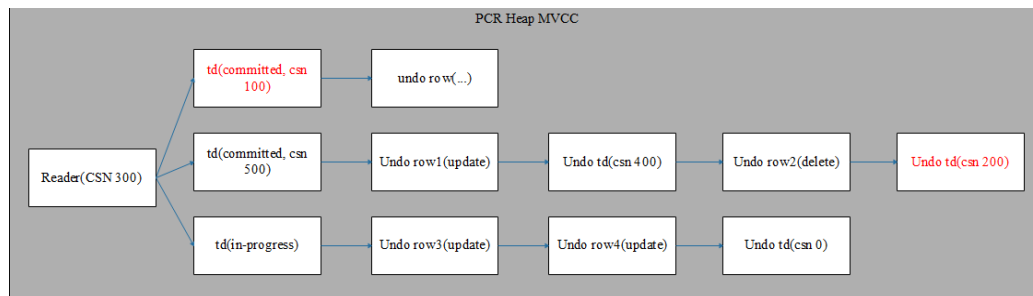 PCR Heap MVCC
td(committed, csn
100)
undo row(...)
Reader(CSN 300)
td(committed, csn
500)
Undo row1(update)
Undo td(csn 400)
Undo row2(delete)
Undo td(csn 200)
td(in-progress)
Undo row3(update)
Undo row4(update)
Undo td(csn 0)